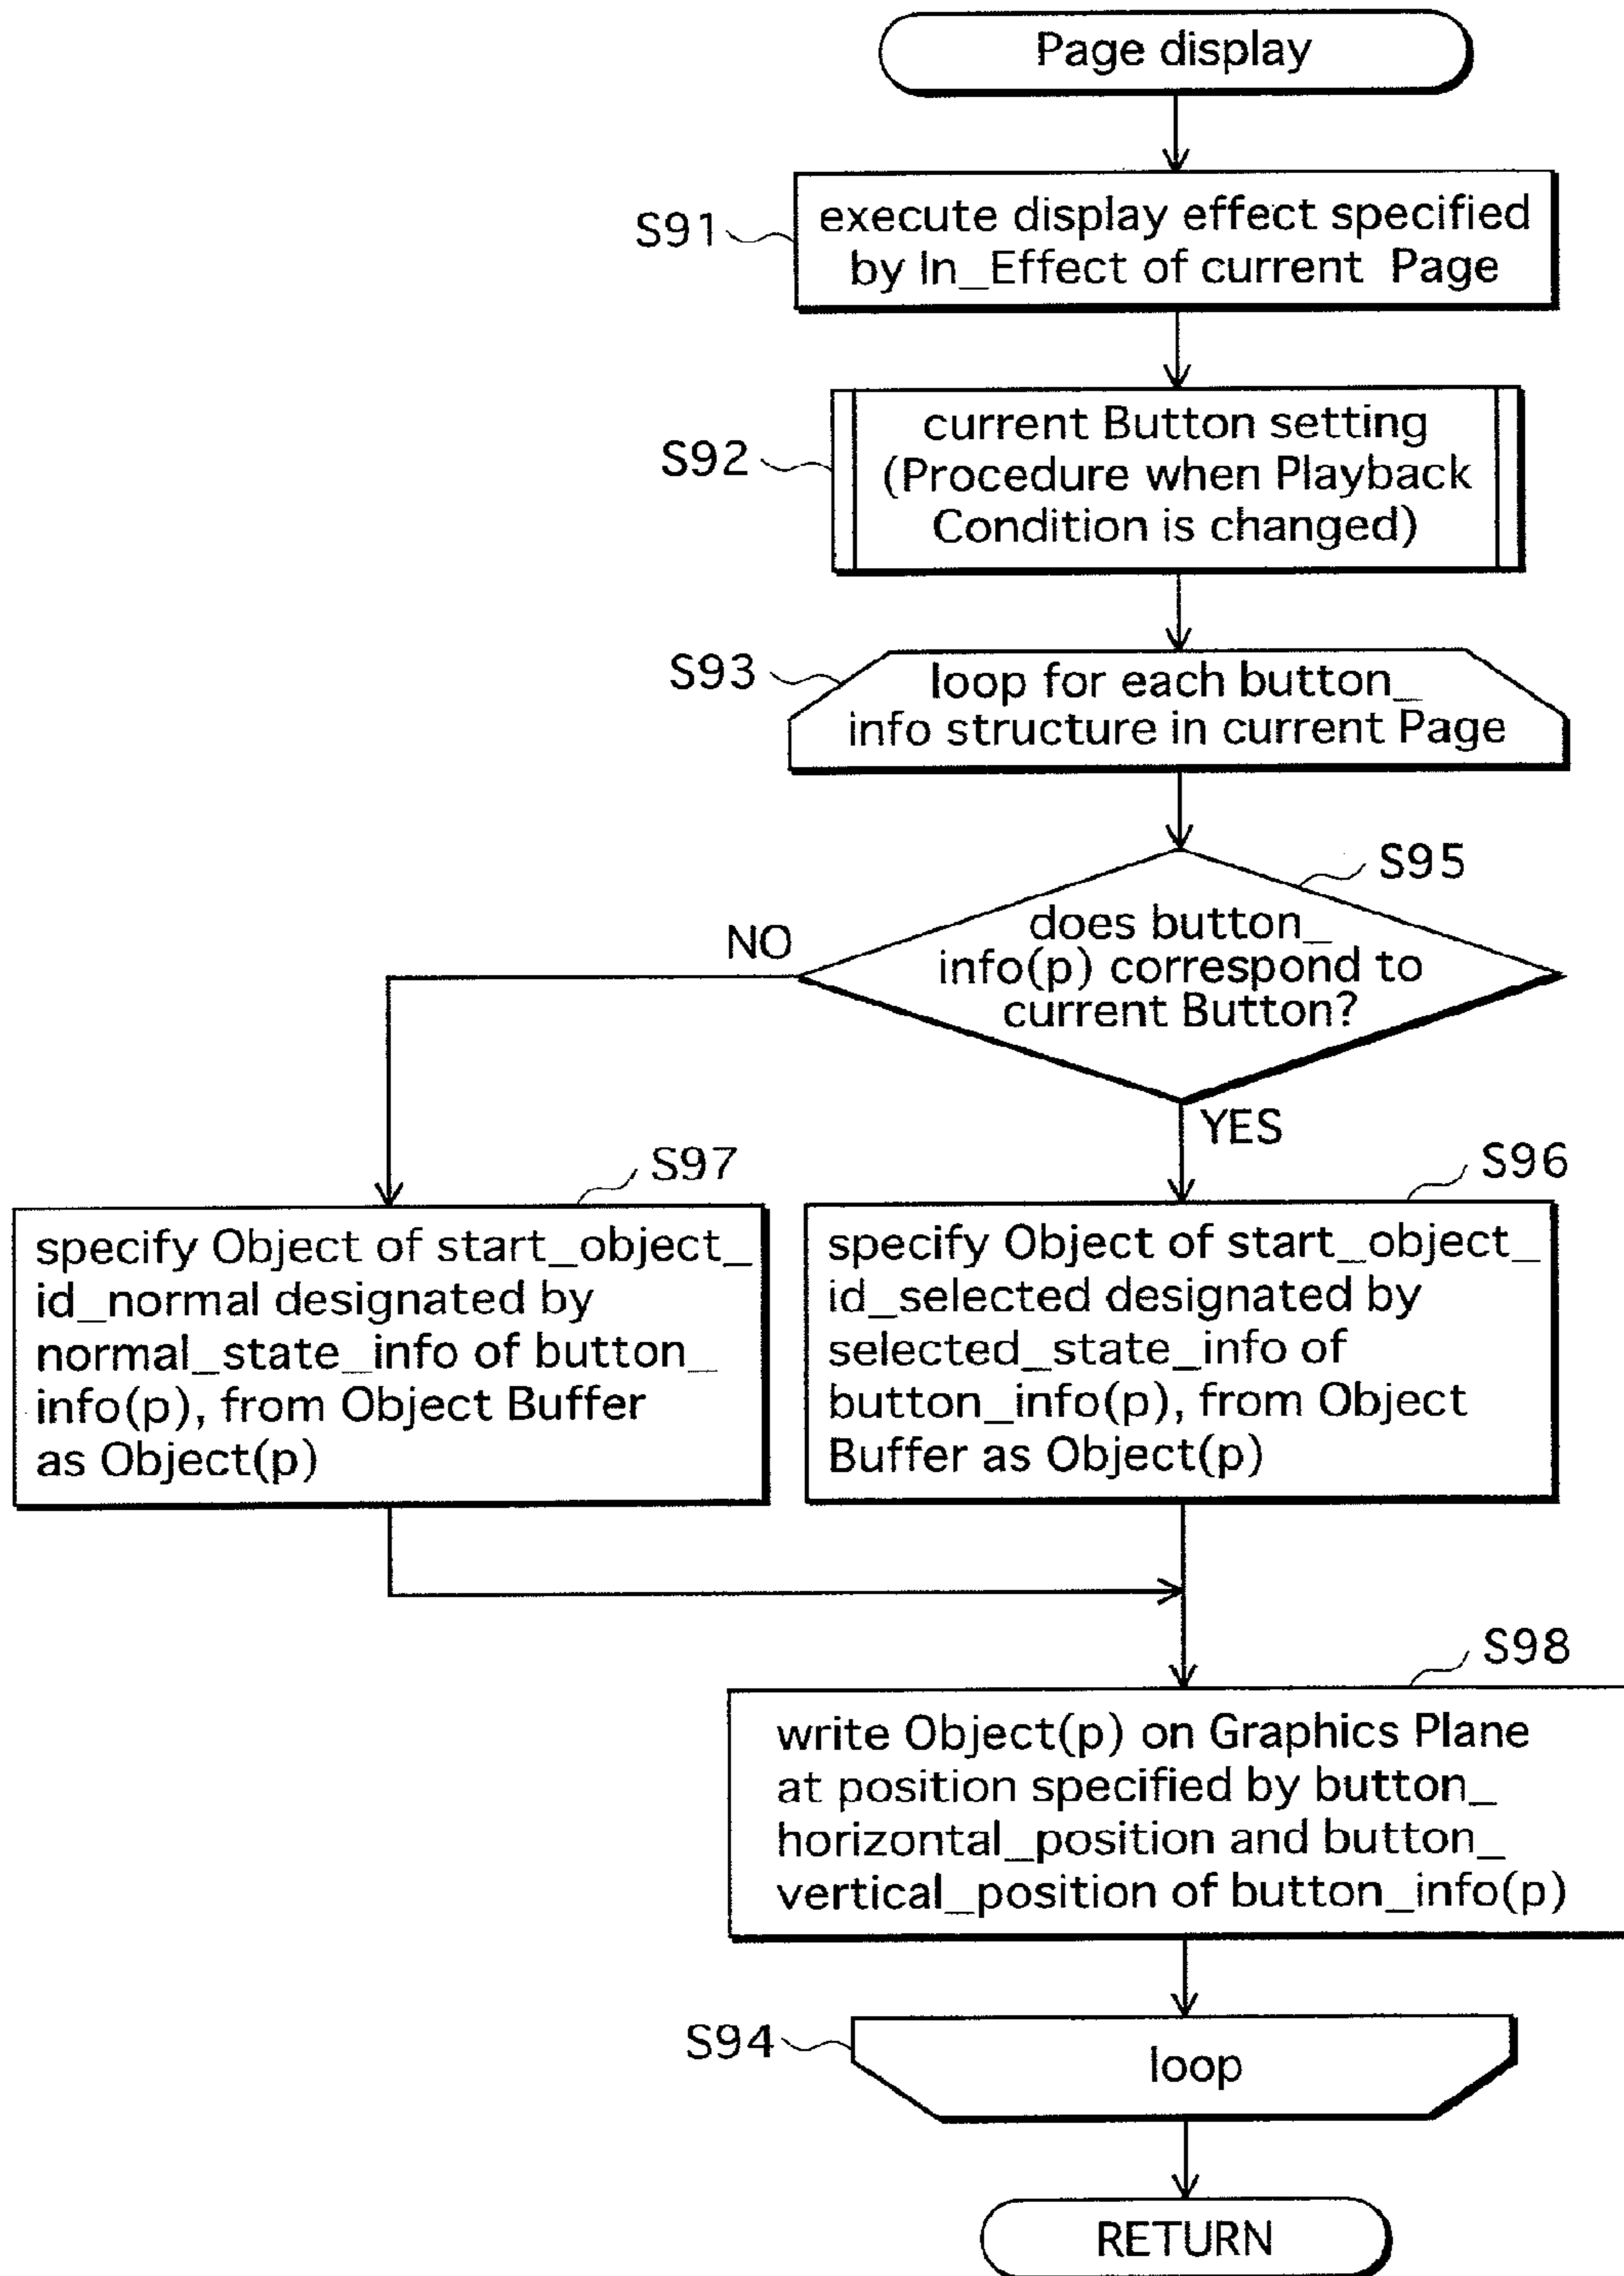 Page display
S91
execute display effect specified
by In_Effect of current Page
S92
current Button setting
(Procedure when Playback
Condition is changed)
S93
loop for each button_
info structure in current Page
S95
does button_
info(p) correspond to
current Button?
NO
YES
S97
specify Object of start_object_
id_normal designated by
normal_state_info of button_
info(p), from Object Buffer
as Object(p)
S96
specify Object of start_object_
id_selected designated by
selected_state_info of
button_info(p), from Object
Buffer as Object(p)
S98
write Object(p) on Graphics Plane
at position specified by button_
horizontal_position and button_
vertical_position of button_info(p)
S94
loop
RETURN